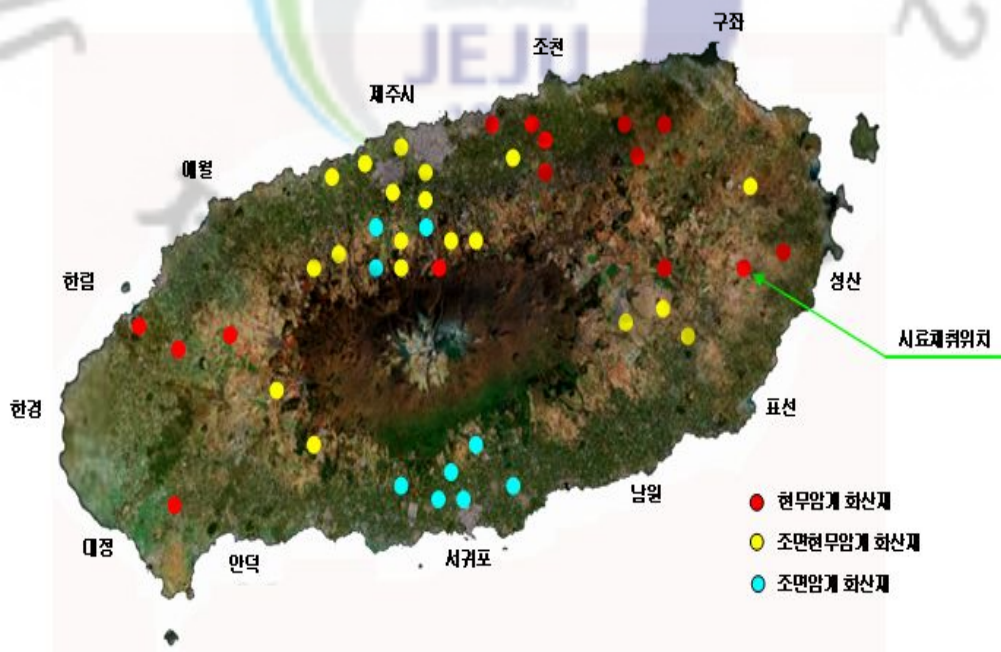 JEJU
구좌
조천
제주시
애월
한림
성산
시료채취위치
한경
표선
남원
대정
안덕
서귀포
현무암계 화산재
조면현무암계 화산재
조면암계 화산재